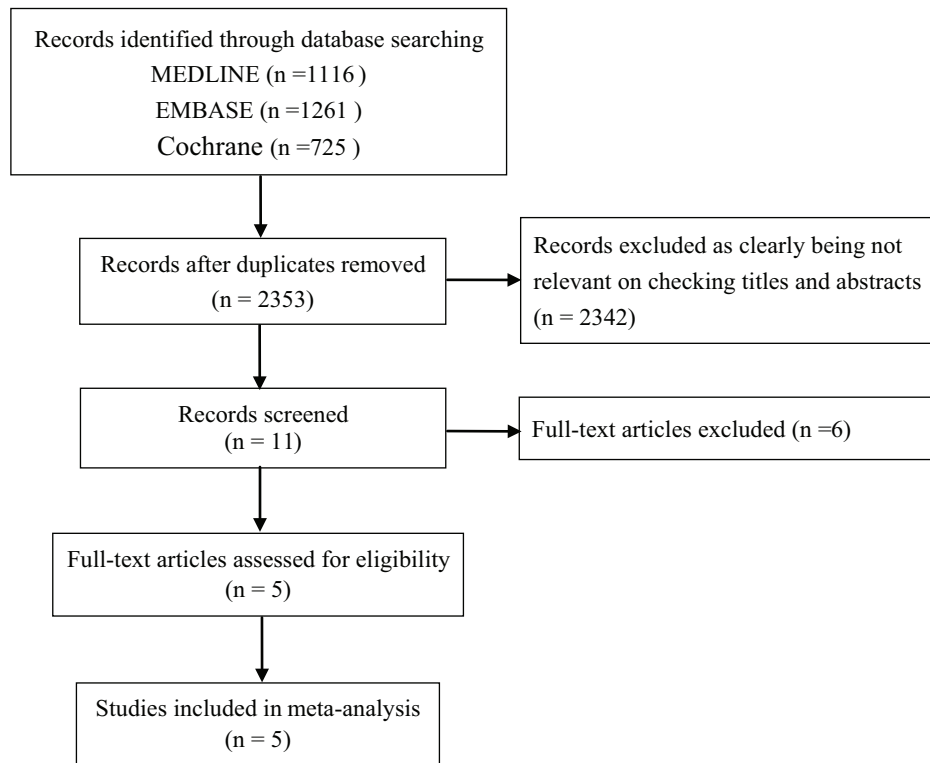 Records identified through database searching
MEDLINE (n =1116 )
EMBASE (n =1261 )
Cochrane (n =725 )
Records after duplicates removed
(n = 2353)
Records excluded as clearly being not
relevant on checking titles and abstracts
(n = 2342)
Records screened
(n = 11)
Full-text articles excluded (n =6)
Full-text articles assessed for eligibility
(n = 5)
Studies included in meta-analysis
(n = 5)